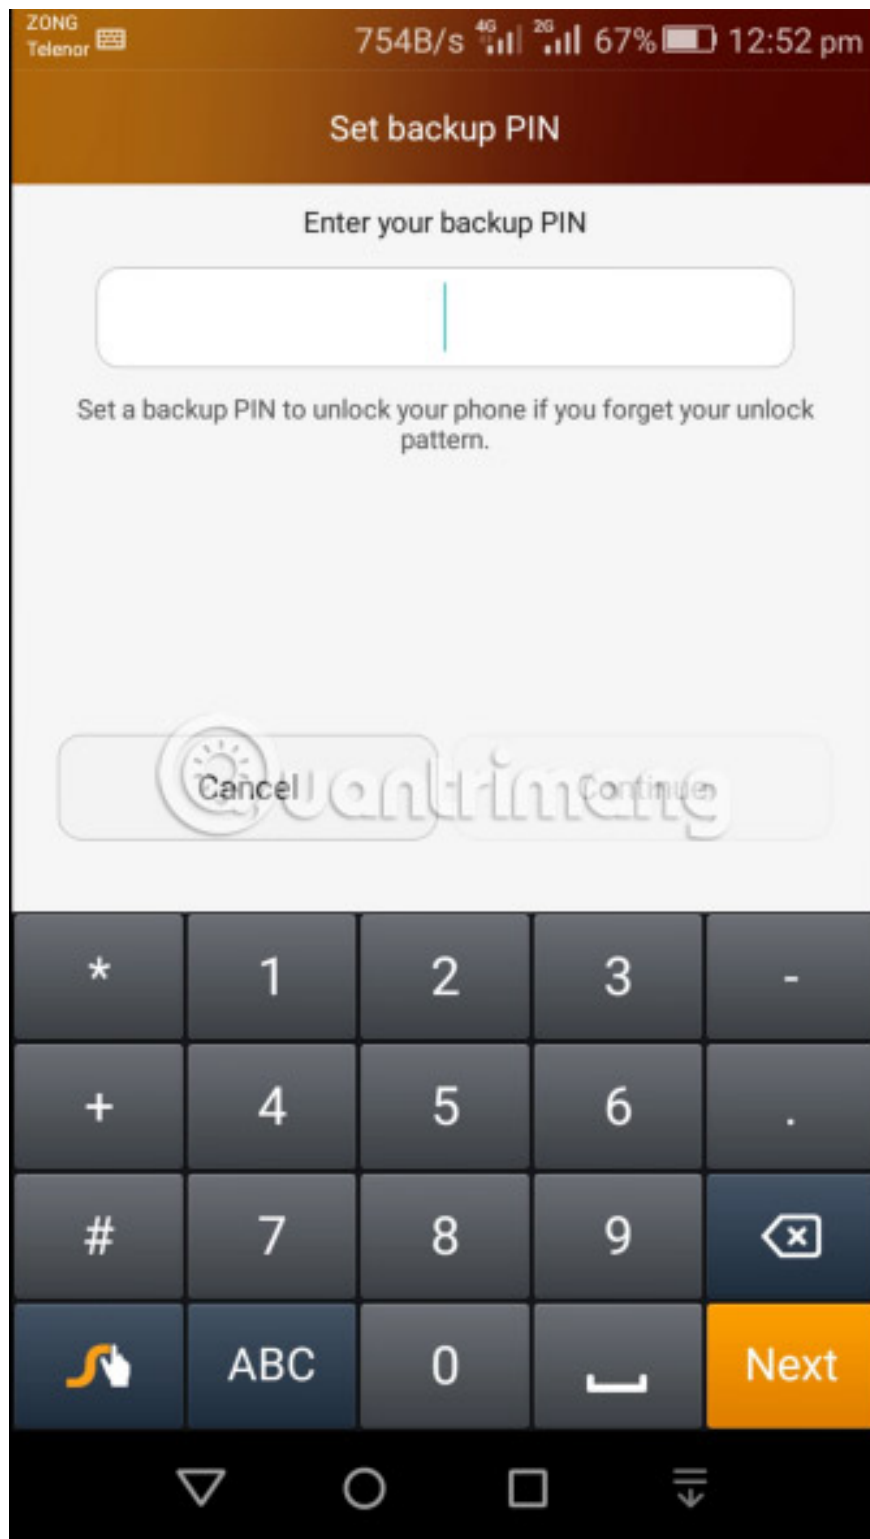 ZONG
Telenor 754B/s 4G 2G 67% 12:52 pm
Set backup PIN
Enter your backup PIN
Set a backup PIN to unlock your phone if you forget your unlock
pattern.
Cancel Continue
Quantrimang
* 1 2 3 -
+ 4 5 6 .
# 7 8 9
ABC 0 Next